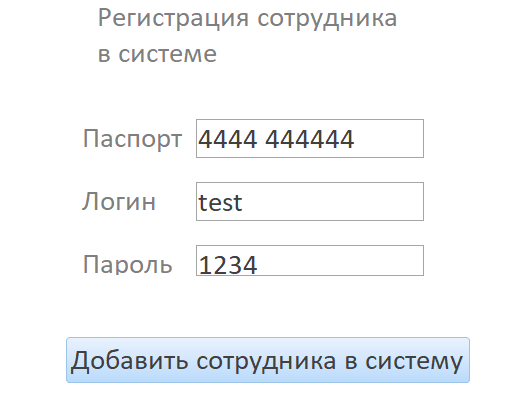 Регистрация сотрудника
в системе
Паспорт 4444 444444
Логин test
Пароль 1234
Добавить сотрудника в систему